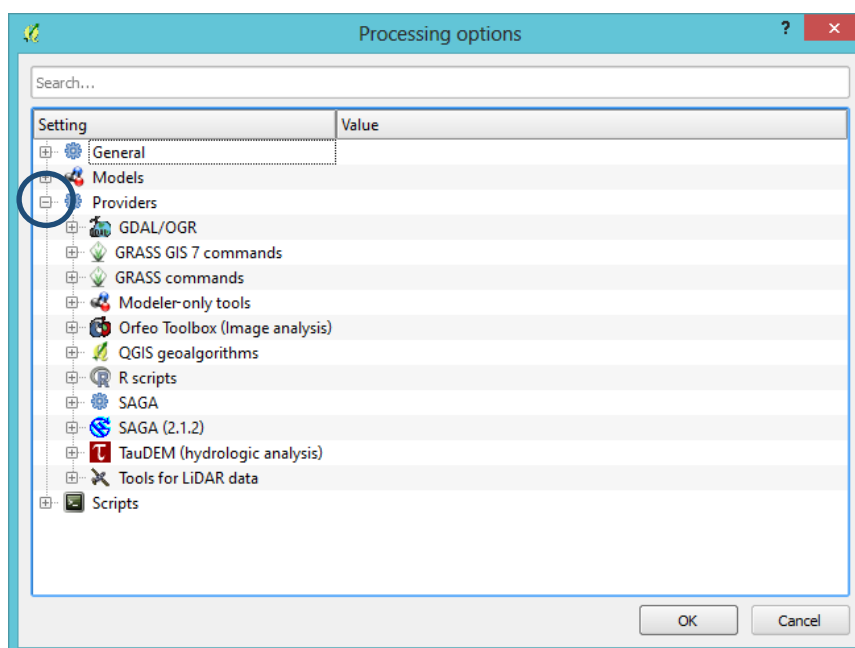 Processing options ? ×
Search...
Setting Value
General
Models
Providers
GDAL/OGR
GRASS GIS 7 commands
GRASS commands
Modeler-only tools
Orfeo Toolbox (Image analysis)
QGIS geoalgorithms
R scripts
SAGA
SAGA (2.1.2)
TauDEM (hydrologic analysis)
Tools for LiDAR data
Scripts
OK Cancel